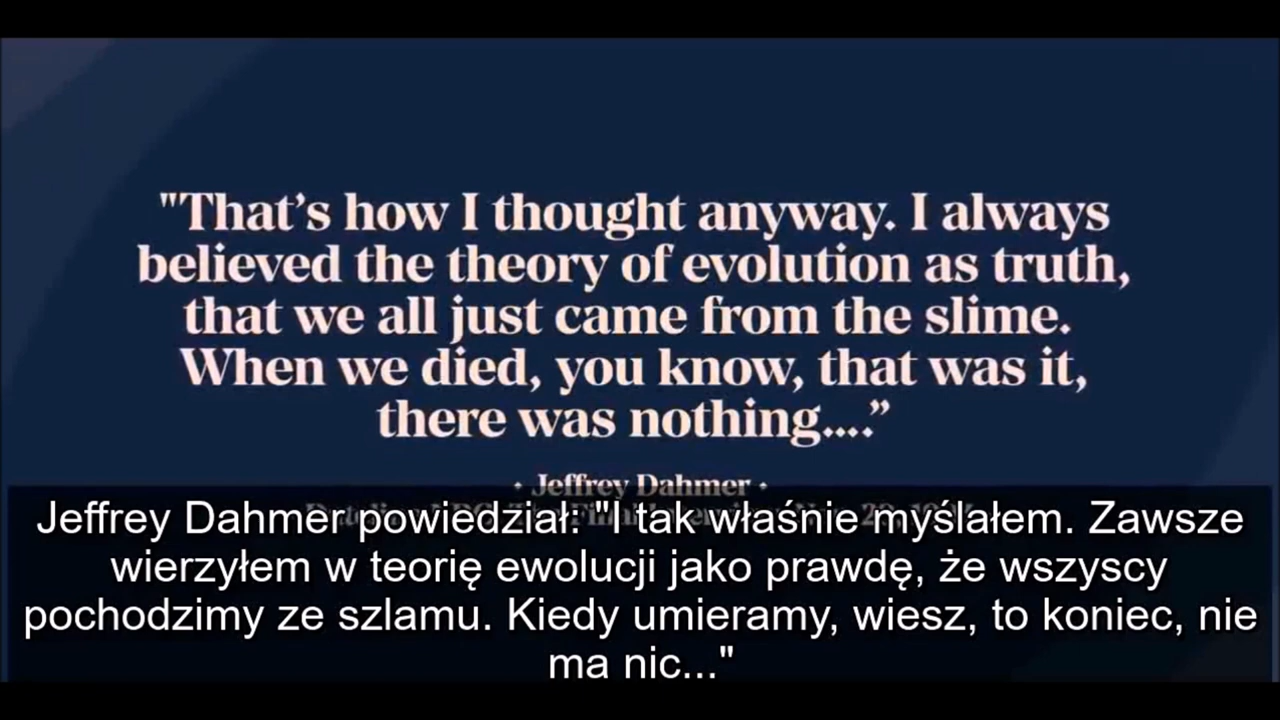 "That’s how I thought anyway. I always
believed the theory of evolution as truth,
that we all just came from the slime.
When we died, you know, that was it,
there was nothing....”
• Jeffrey Dahmer •
Jeffrey Dahmer powiedział: "I tak właśnie myślałem. Zawsze
wierzyłem w teorię ewolucji jako prawdę, że wszyscy
pochodzimy ze szlamu. Kiedy umieramy, wiesz, to koniec, nie
ma nic..."